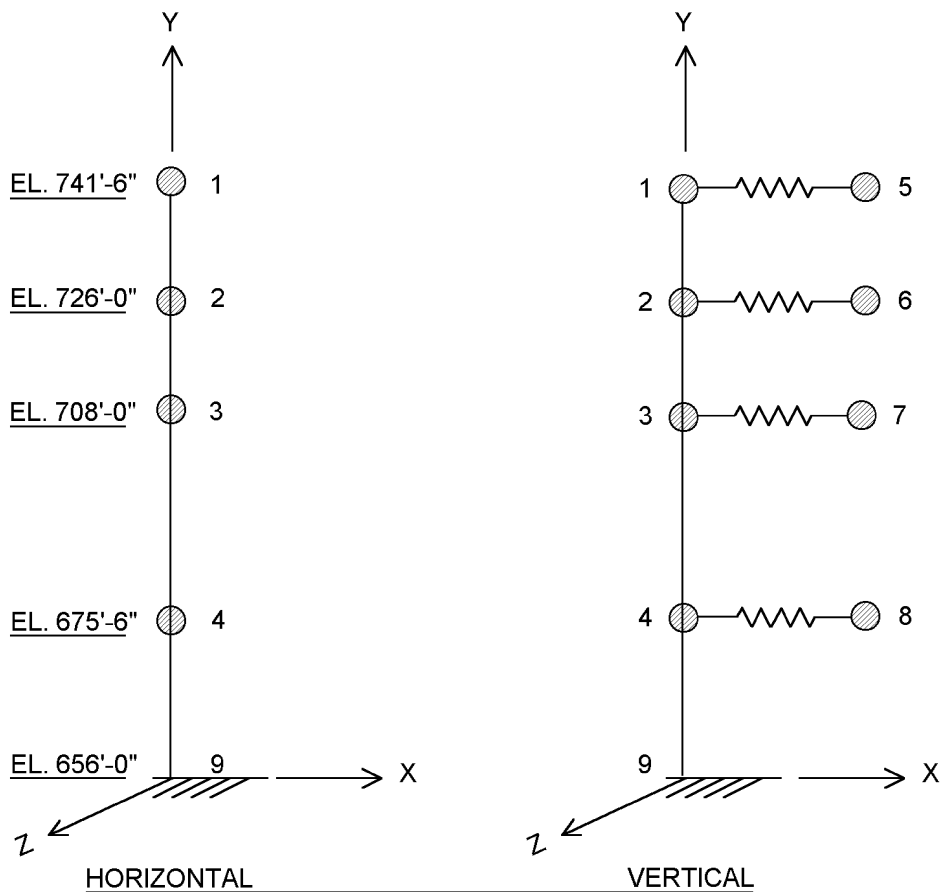 Y Y
EL. 741'-6" 1 1 5
EL. 726'-0" 2 2 6
EL. 708'-0" 3 3 7
EL. 675'-6" 4 4 8
EL. 656'-0" 9 X 9 X
Z Z
HORIZONTAL VERTICAL